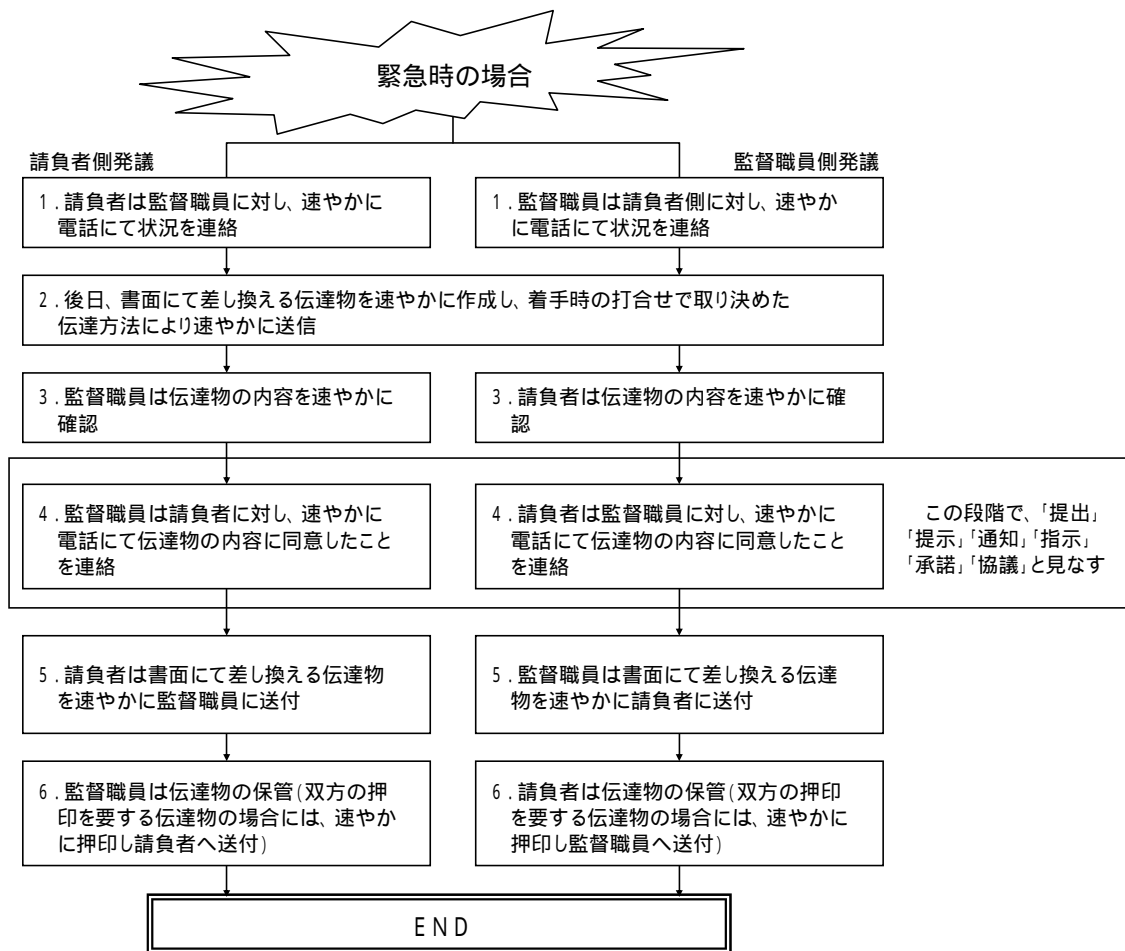 緊急時の場合
請負者側発議
監督職員側発議
1．請負者は監督職員に対し、速やかに
電話にて状況を連絡
1．監督職員は請負者側に対し、速やか
に電話にて状況を連絡
2．後日、書面にて差し換える伝達物を速やかに作成し、着手時の打合せで取り決めた
伝達方法により速やかに送信
3．監督職員は伝達物の内容を速やかに
確認
3．請負者は伝達物の内容を速やかに確
認
4．監督職員は請負者に対し、速やかに
電話にて伝達物の内容に同意したこと
を連絡
4．請負者は監督職員に対し、速やかに
電話にて伝達物の内容に同意したこと
を連絡
この段階で、「提出」
「提示」「通知」「指示」
「承諾」「協議」と見なす
5．請負者は書面にて差し換える伝達物
を速やかに監督職員に送付
5．監督職員は書面にて差し換える伝達
物を速やかに請負者に送付
6．監督職員は伝達物の保管(双方の押
印を要する伝達物の場合には、速やか
に押印し請負者へ送付)
6．請負者は伝達物の保管(双方の押印
を要する伝達物の場合には、速やかに
押印し監督職員へ送付)
END